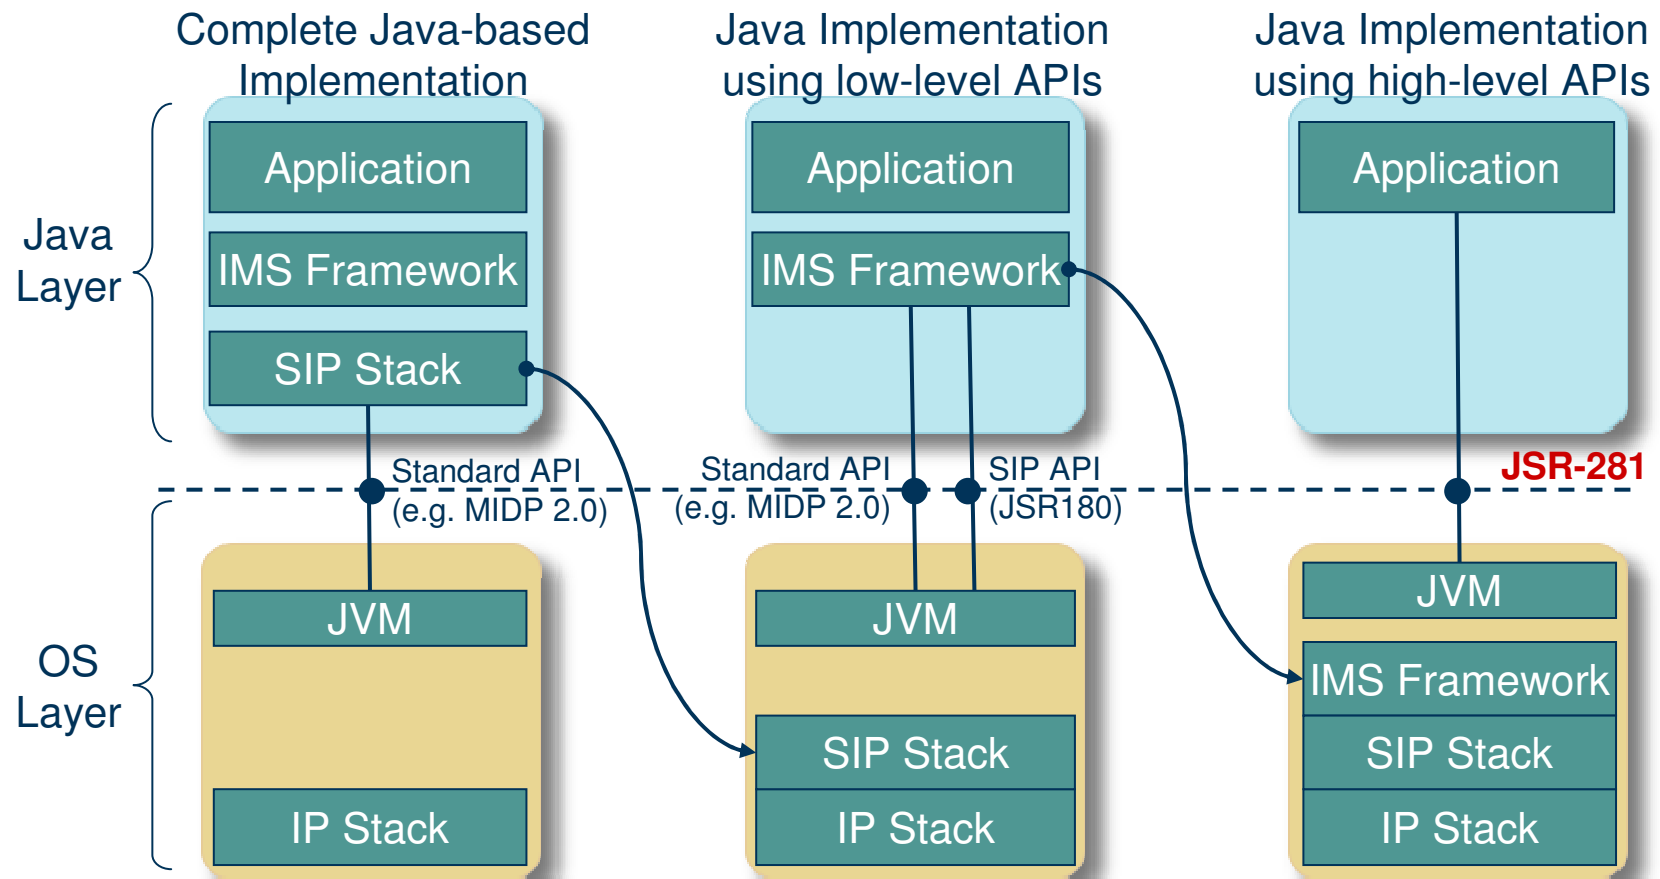 Complete Java-based
Implementation
Java Implementation
using low-level APIs
Java Implementation
using high-level APIs
Java
Layer
Application
IMS Framework
SIP Stack
Application
IMS Framework
Application
Standard API
(e.g. MIDP 2.0)
Standard API
(e.g. MIDP 2.0)
SIP API
(JSR180)
JSR-281
OS
Layer
JVM
IP Stack
JVM
SIP Stack
IP Stack
JVM
IMS Framework
SIP Stack
IP Stack